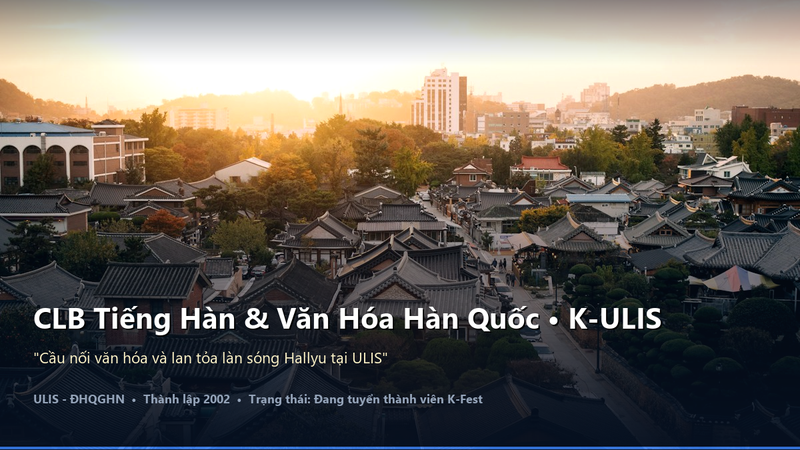 CLB Tiếng Hàn & Văn Hóa Hàn Quốc • K-ULIS
"Cầu nối văn hóa và lan tỏa làn sóng Hallyu tại ULIS"
ULIS - ĐHQGHN • Thành lập 2002 • Trạng thái: Đang tuyển thành viên K-Fest